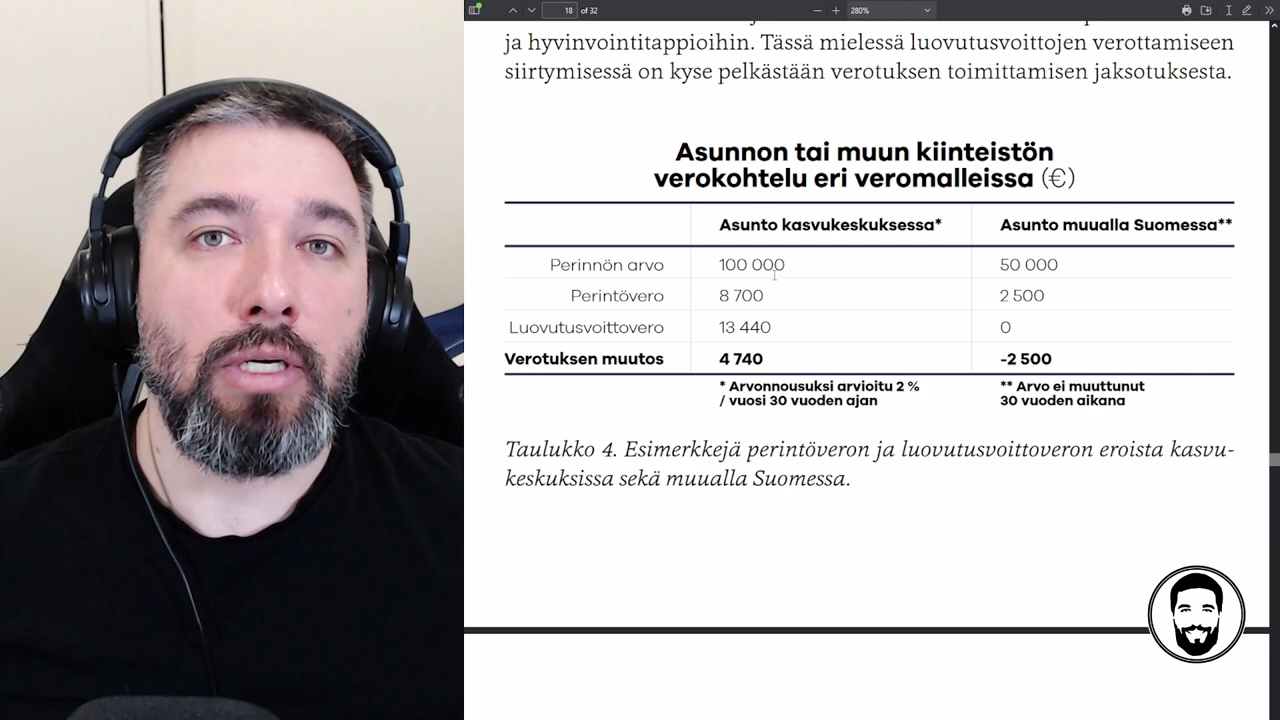 18 of 32
280%
ja hyvinvointitappioihin. Tässä mielessä luovutusvoittojen verottamiseen
siirtymisessä on kyse pelkästään verotuksen toimittamisen jaksotuksesta.
Asunnon tai muun kiinteistön
verokohtelu eri veromalleissa (€)
Asunto kasvukeskuksessa* Asunto muualla Suomessa**
Perinnön arvo 100 000 50 000
Perintövero 8 700 2 500
Luovutusvoittovero 13 440 0
Verotuksen muutos 4 740 -2 500
* Arvonnousuksi arvioitu 2 % ** Arvo ei muuttunut
/ vuosi 30 vuoden ajan 30 vuoden aikana
Taulukko 4. Esimerkkejä perintöveron ja luovutusvoittoveron eroista kasvu-
keskuksissa sekä muualla Suomessa.